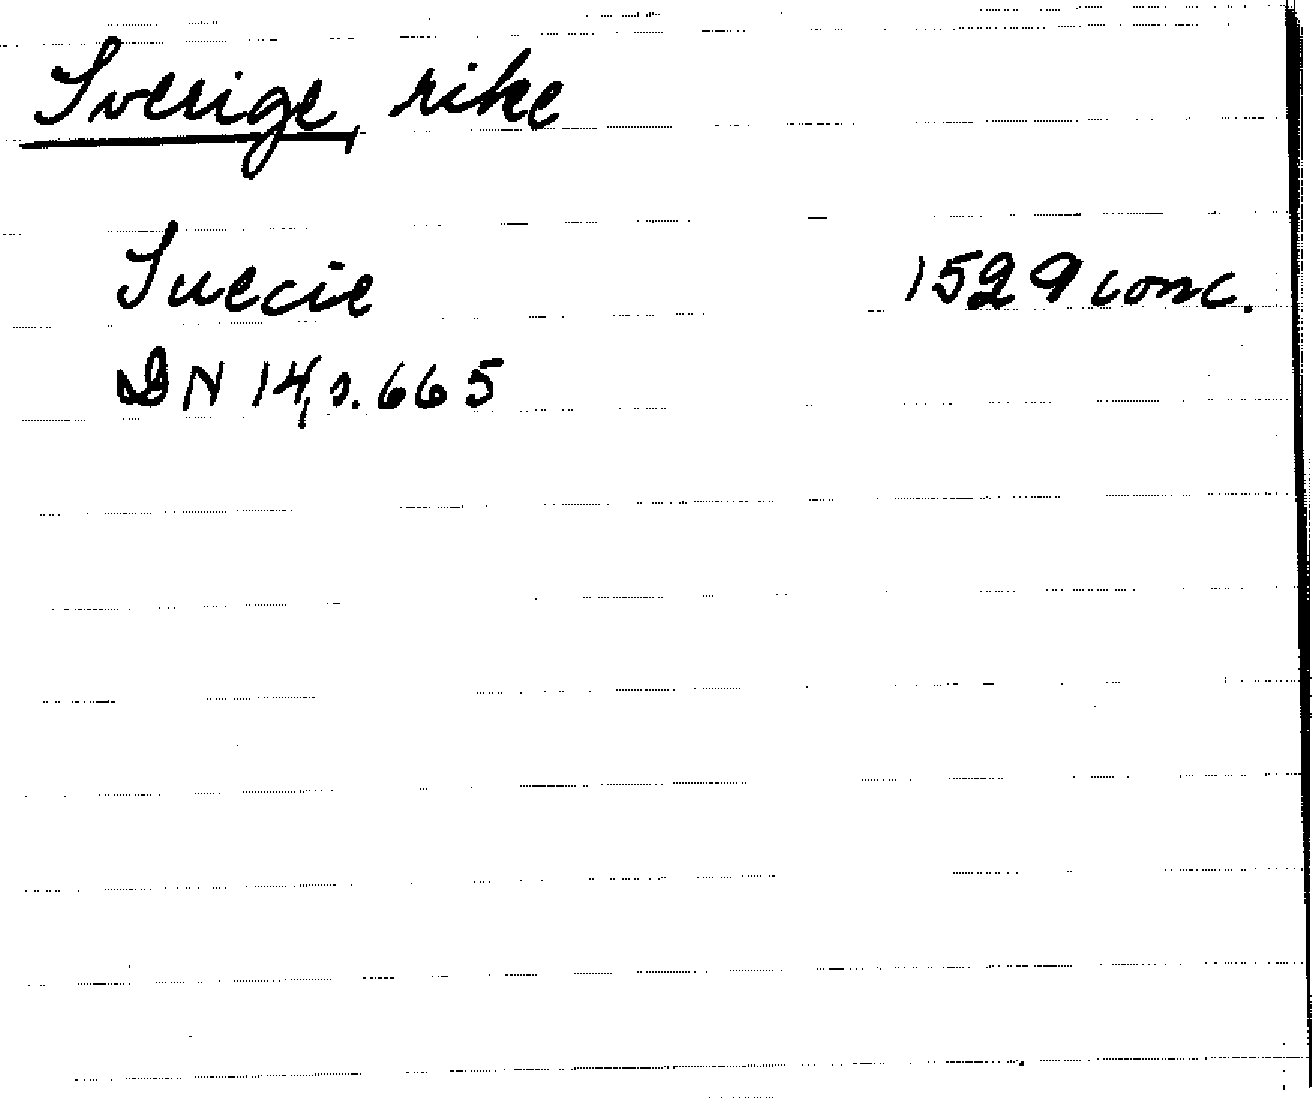 Sverige, rike
Suecie 1529 conc.
DN 14, s. 665